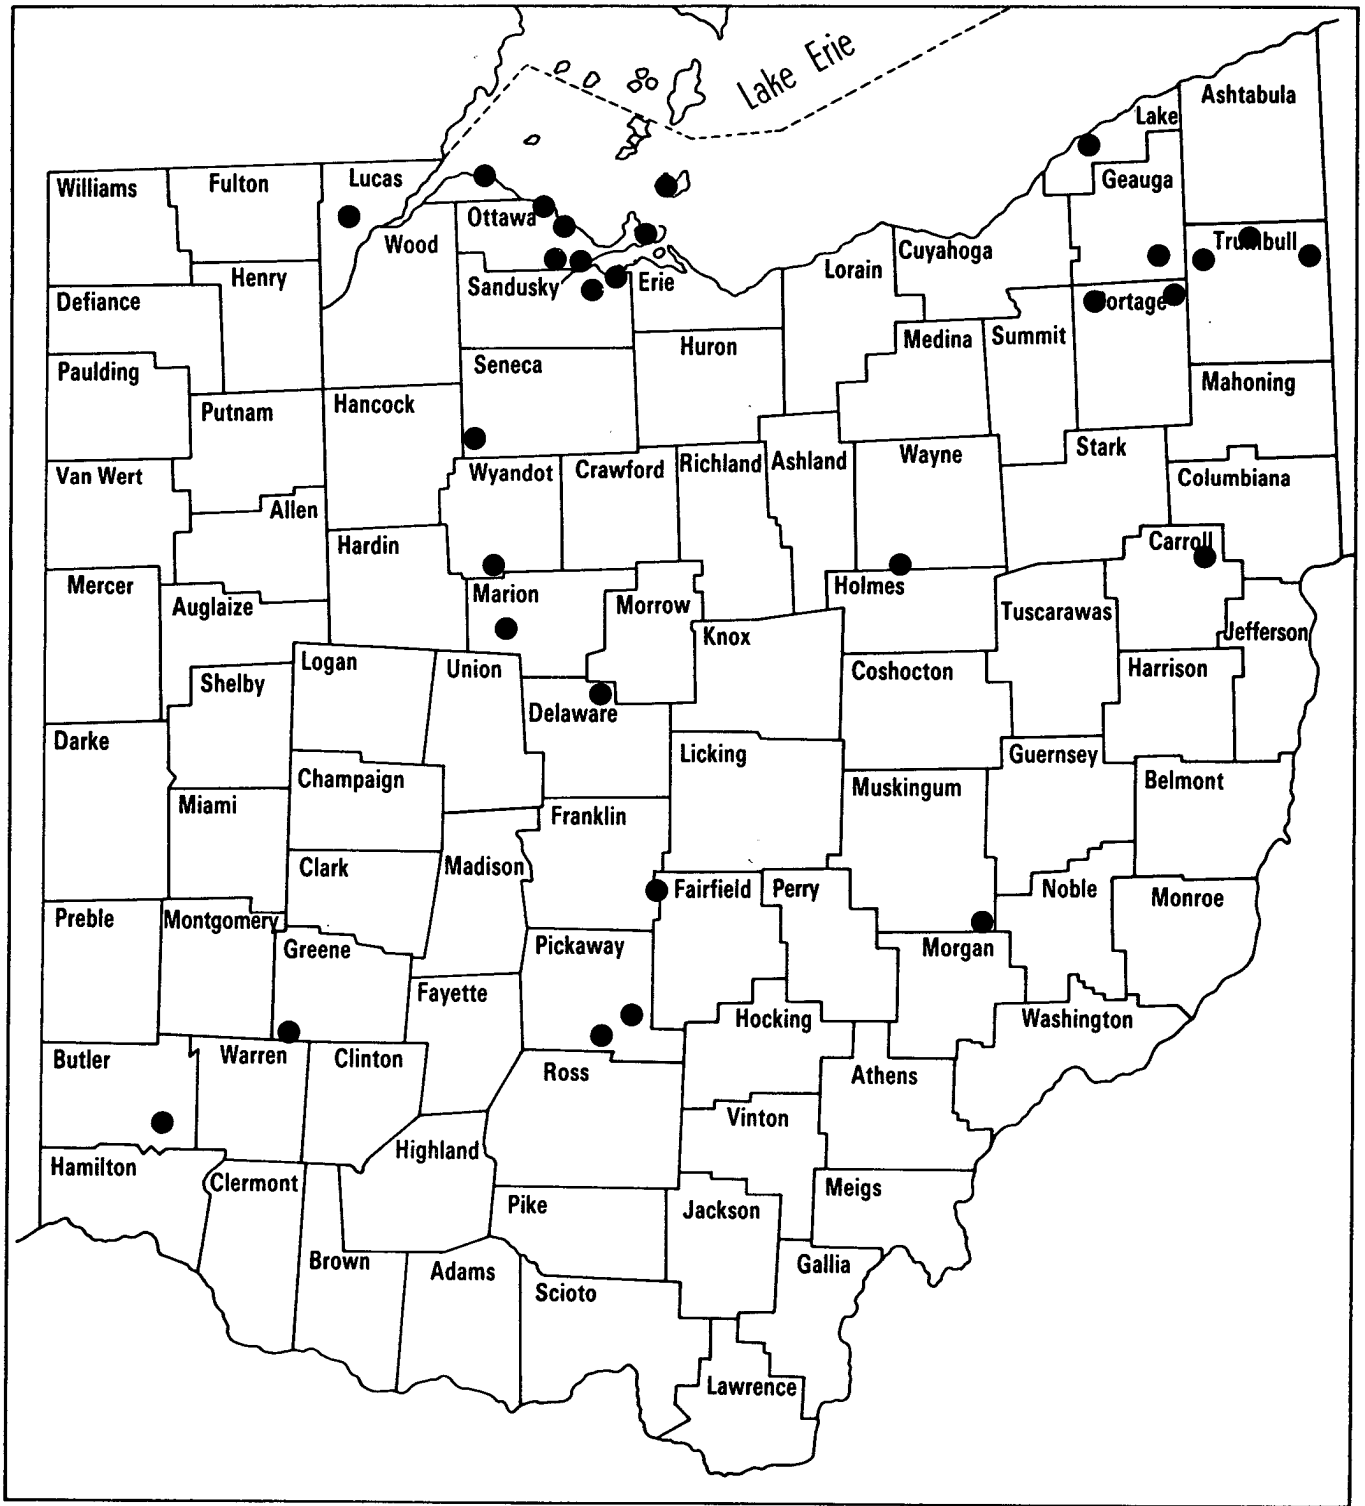 Lake Erie
Ashtabula
Lake
Geauga
Williams
Fulton
Lucas
Ottawa
Wood
Trumbull
Cuyahoga
Lorain
Henry
Sandusky
Erie
Defiance
Portage
Medina
Summit
Huron
Seneca
Paulding
Mahoning
Putnam
Hancock
Van Wert
Wyandot
Crawford
Richland
Ashland
Wayne
Stark
Columbiana
Allen
Hardin
Carroll
Mercer
Auglaize
Marion
Morrow
Holmes
Tuscarawas
Jefferson
Knox
Logan
Union
Coshocton
Harrison
Shelby
Delaware
Darke
Licking
Guernsey
Champaign
Muskingum
Belmont
Miami
Franklin
Clark
Madison
Fairfield
Perry
Noble
Monroe
Preble
Montgomery
Greene
Pickaway
Morgan
Fayette
Hocking
Washington
Butler
Warren
Clinton
Ross
Athens
Vinton
Highland
Hamilton
Clermont
Pike
Jackson
Meigs
Brown
Adams
Scioto
Gallia
Lawrence